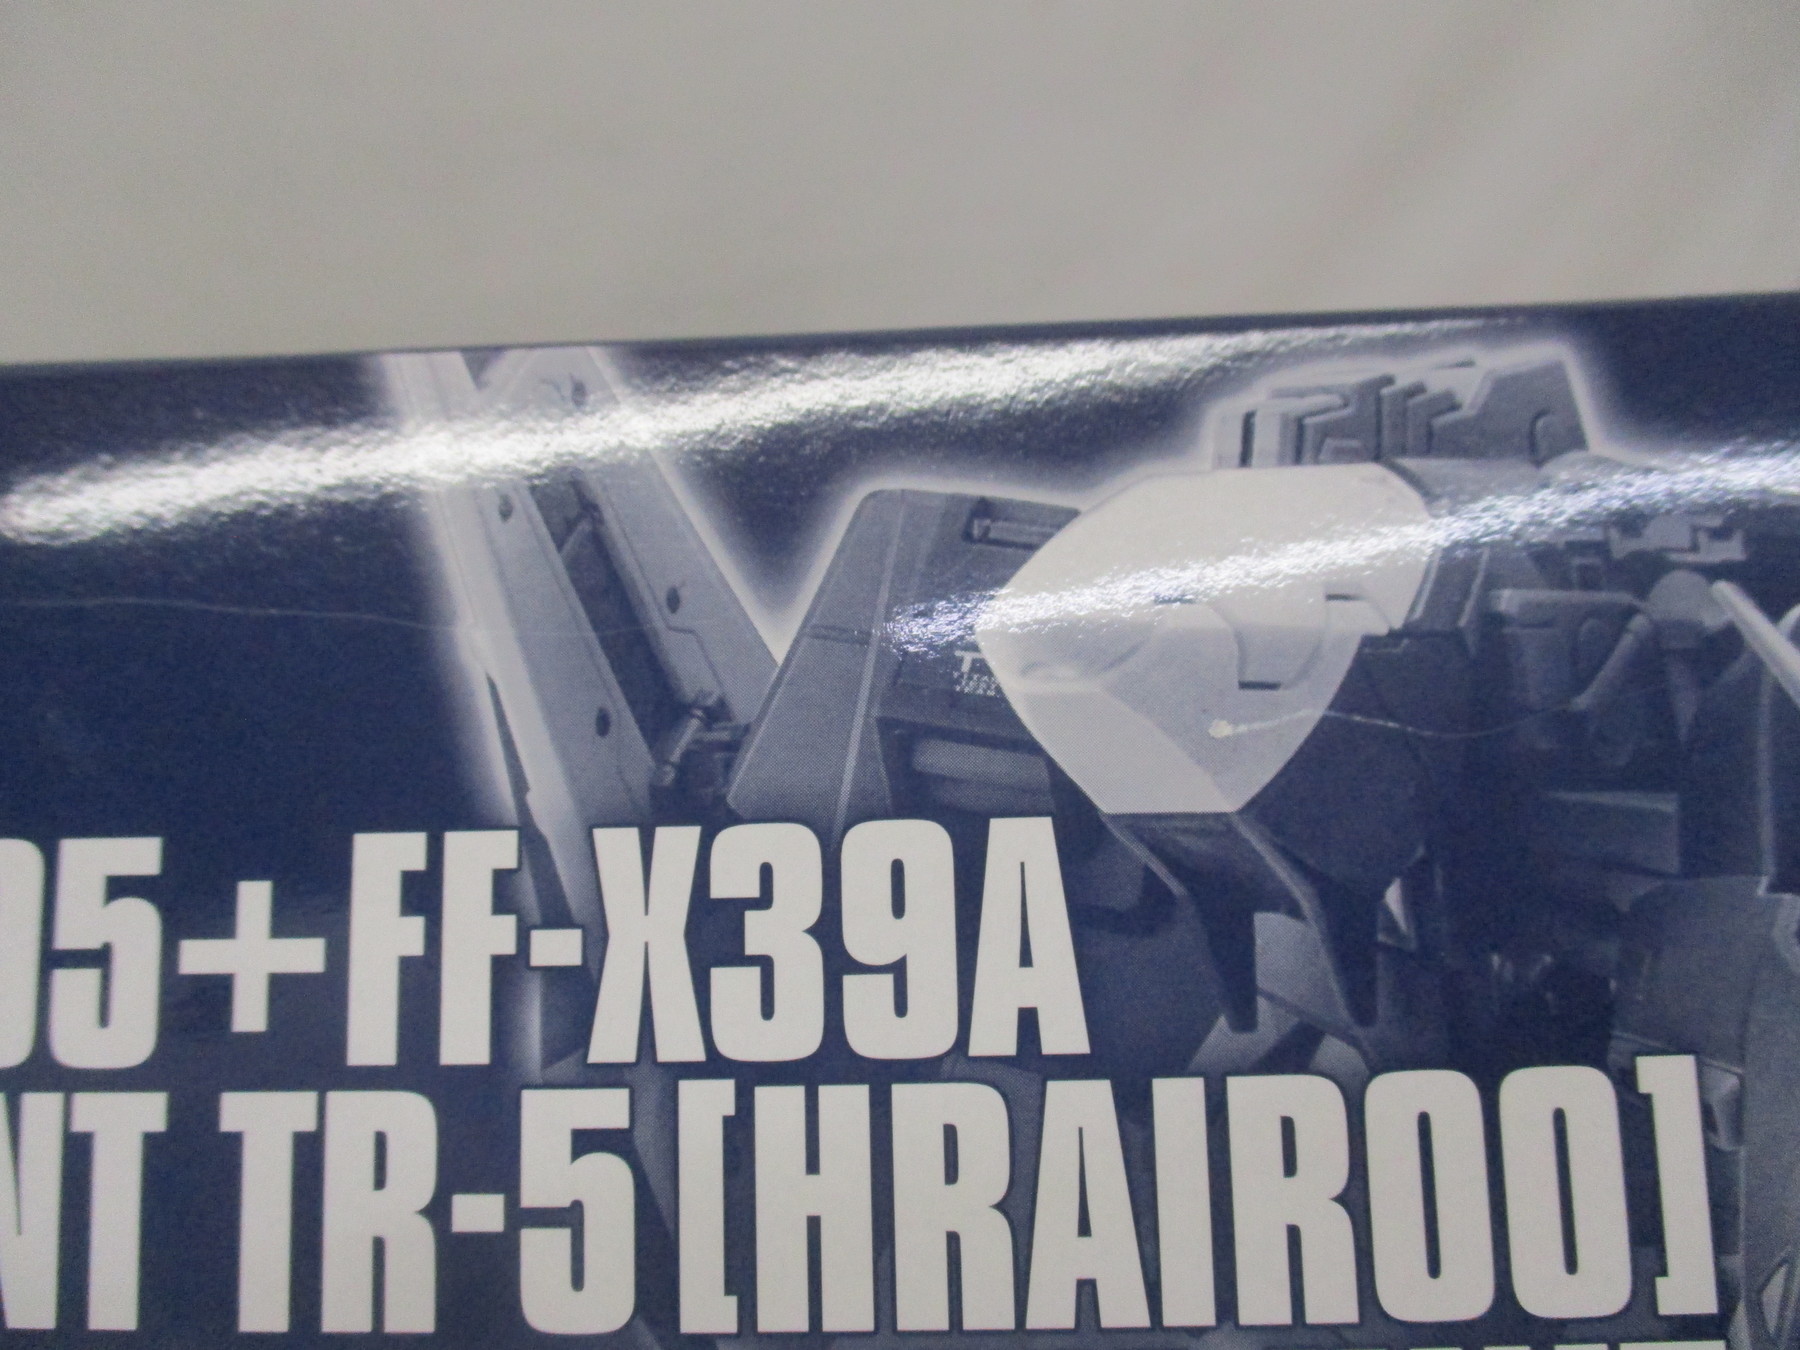 05+FF-X39A
NT TR-5[HRAIROO]